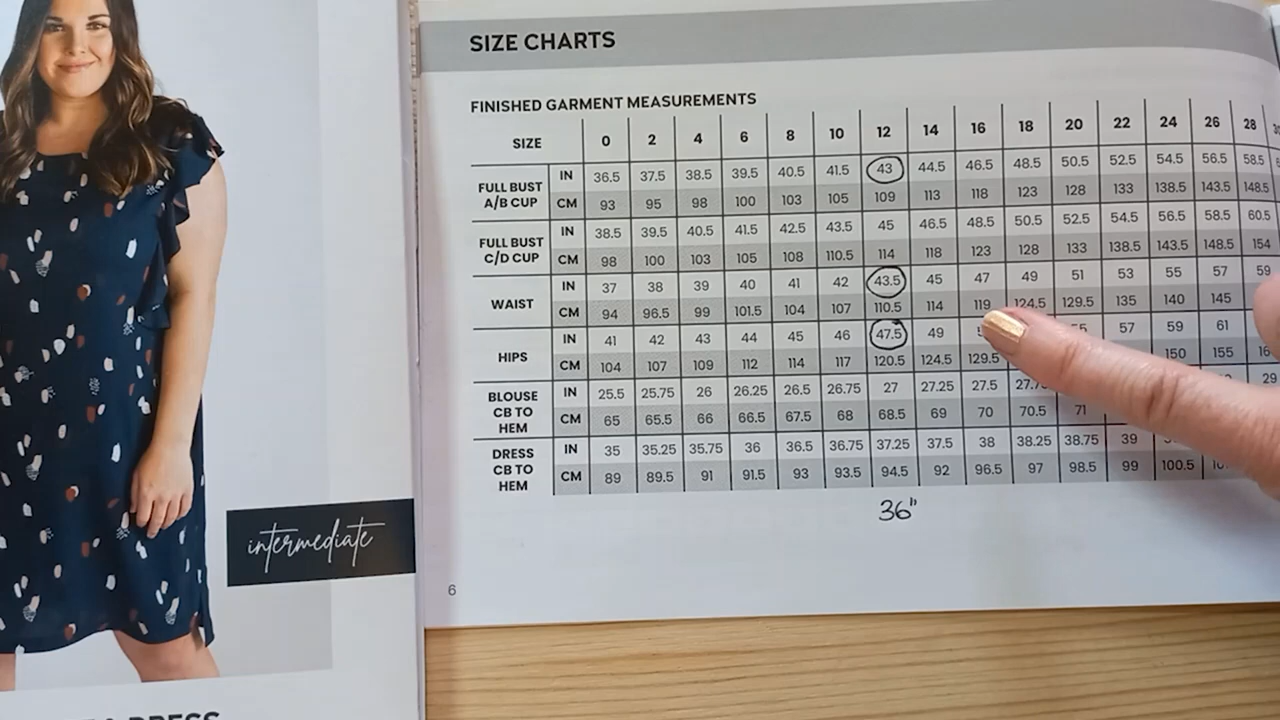 SIZE CHARTS
FINISHED GARMENT MEASUREMENTS
SIZE 0 2 4 6 8 10 12 14 16 18 20 22 24 26 28
FULL BUST A/B CUP IN 36.5 37.5 38.5 39.5 40.5 41.5 43 44.5 46.5 48.5 50.5 52.5 54.5 56.5 58.5
CM 93 95 98 100 103 105 109 113 118 123 128 133 138.5 143.5 148.5
FULL BUST C/D CUP IN 38.5 39.5 40.5 41.5 42.5 43.5 45 46.5 48.5 50.5 52.5 54.5 56.5 58.5 60.5
CM 98 100 103 105 108 110.5 114 118 123 128 133 138.5 143.5 148.5 154
WAIST IN 37 38 39 40 41 42 43.5 45 47 49 51 53 55 57 59
CM 94 96.5 99 101.5 104 107 110.5 114 119 124.5 129.5 135 140 145
HIPS IN 41 42 43 44 45 46 47.5 49 57 59 61
CM 104 107 109 112 114 117 120.5 124.5 129.5 150 155
BLOUSE CB TO HEM IN 25.5 25.75 26 26.25 26.5 26.75 27 27.25 27.5 29
CM 65 65.5 66 66.5 67.5 68 68.5 69 70 70.5 71
DRESS CB TO HEM IN 35 35.25 35.75 36 36.5 36.75 37.25 37.5 38 38.25 38.75 39
CM 89 89.5 91 91.5 93 93.5 94.5 92 96.5 97 98.5 99 100.5
36"
intermediate
6
DRESS